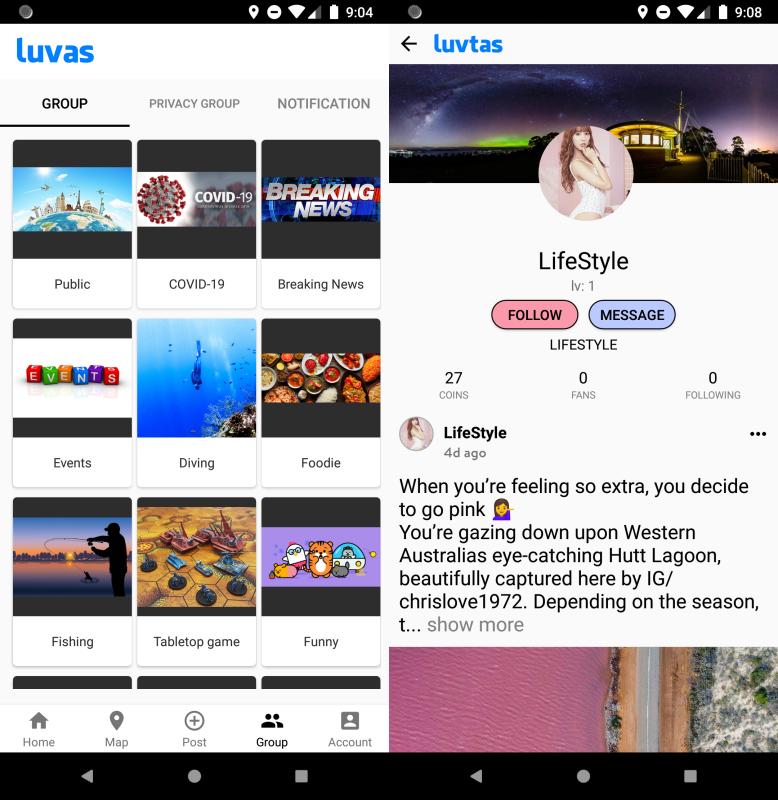 9:04
luvas
GROUP
PRIVACY GROUP
NOTIFICATION
COVID-19
BREAKING
NEWS
Public
COVID-19
Breaking News
EVENTS
Events
Diving
Foodie
Fishing
Tabletop game
Funny
Home
Map
Post
Group
Account
9:08
luvtas
LifeStyle
lv: 1
FOLLOW
MESSAGE
LIFESTYLE
27
0
0
COINS
FANS
FOLLOWING
LifeStyle
4d ago
When you’re feeling so extra, you decide
to go pink 💁‍♀️
You’re gazing down upon Western
Australias eye-catching Hutt Lagoon,
beautifully captured here by IG/
chrislove1972. Depending on the season,
t... show more